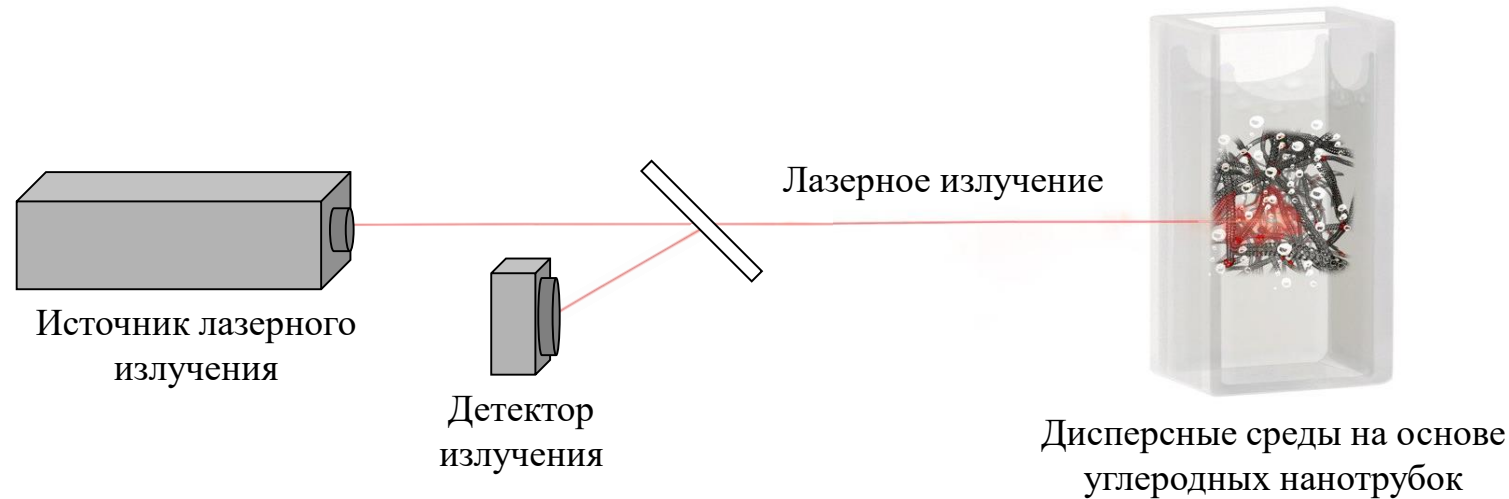 Лазерное излучение
Источник лазерного
излучения
Детектор
излучения
Дисперсные среды на основе
углеродных нанотрубок